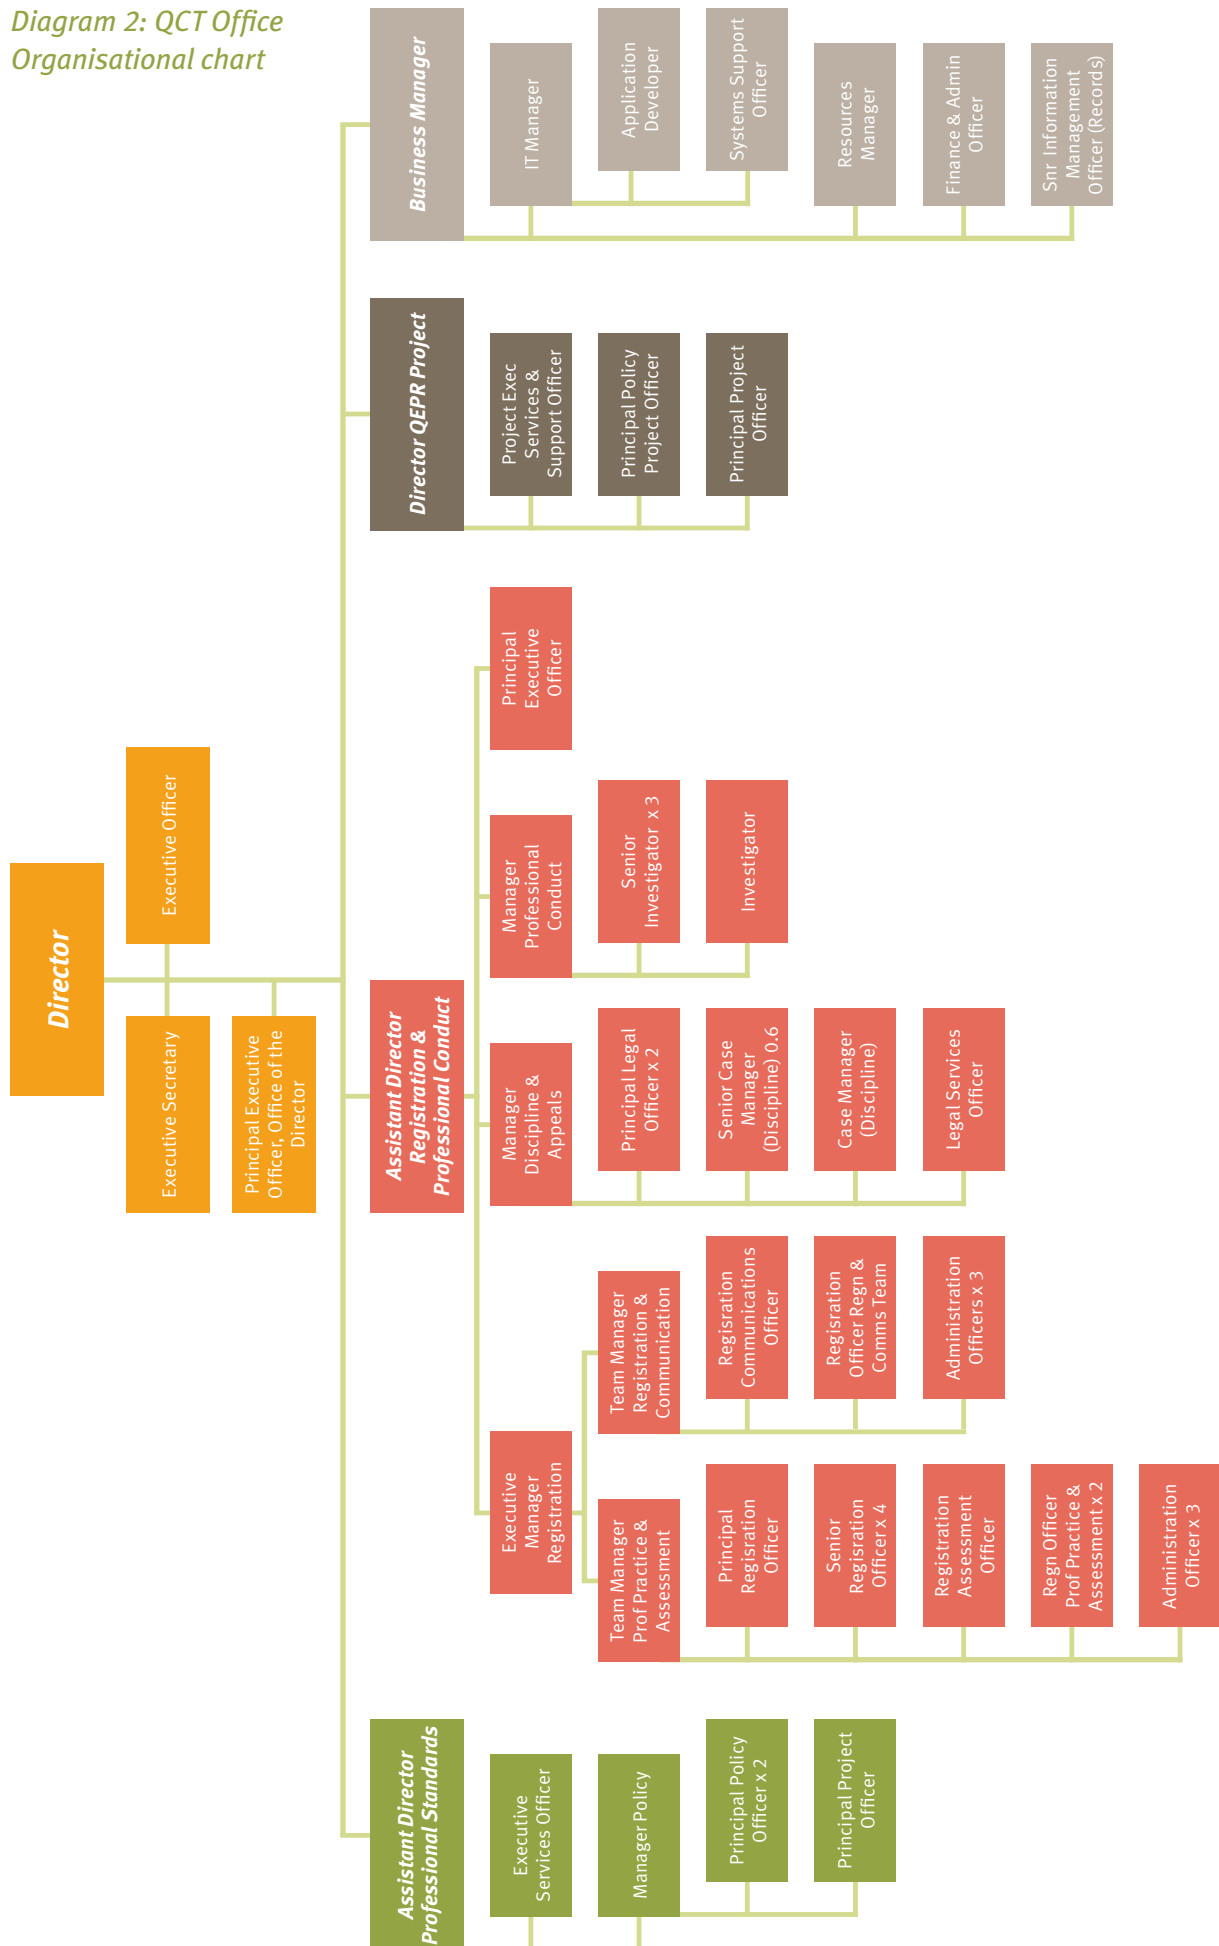 Diagram 2: QCT Office
Organisational chart
Director
Executive Secretary
Executive Officer
Principal Executive
Officer, Office of the
Director
Assistant Director
Professional Standards
Executive
Services Officer
Manager Policy
Principal Policy
Officer x 2
Principal Project
Officer
Assistant Director
Registration &
Professional Conduct
Executive
Manager
Registration
Team Manager
Prof Practice &
Assessment
Principal
Regisration
Officer
Senior
Regisration
Officer x 4
Registration
Assessment
Officer
Regn Officer
Prof Practice &
Assessment x 2
Administration
Officer x 3
Team Manager
Registration &
Communication
Regisration
Communications
Officer
Registration
Officer Regn &
Comms Team
Administration
Officers x 3
Manager
Discipline &
Appeals
Principal Legal
Officer x 2
Senior Case
Manager
(Discipline) 0.6
Case Manager
(Discipline)
Legal Services
Officer
Manager
Professional
Conduct
Senior
Investigator x 3
Investigator
Principal
Executive
Officer
Director QEPR Project
Project Exec
Services &
Support Officer
Principal Policy
Project Officer
Principal Project
Officer
Business Manager
IT Manager
Application
Developer
Systems Support
Officer
Resources
Manager
Finance & Admin
Officer
Snr Information
Management
Officer (Records)